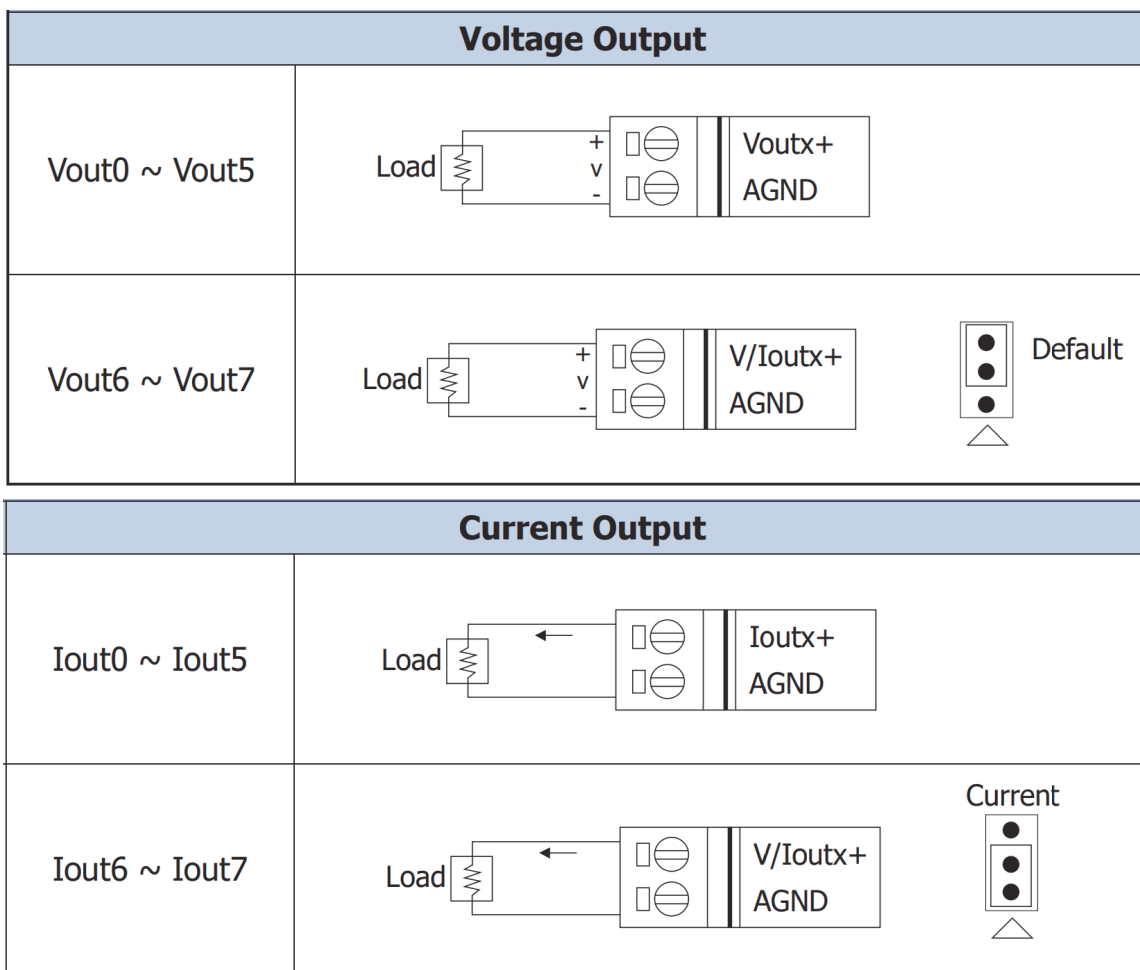 Voltage Output
Vout0 ~ Vout5
Load
+
v
-
Voutx+
AGND
Vout6 ~ Vout7
Load
+
v
-
V/Ioutx+
AGND
Default
Current Output
Iout0 ~ Iout5
Load
Ioutx+
AGND
Iout6 ~ Iout7
Load
V/Ioutx+
AGND
Current